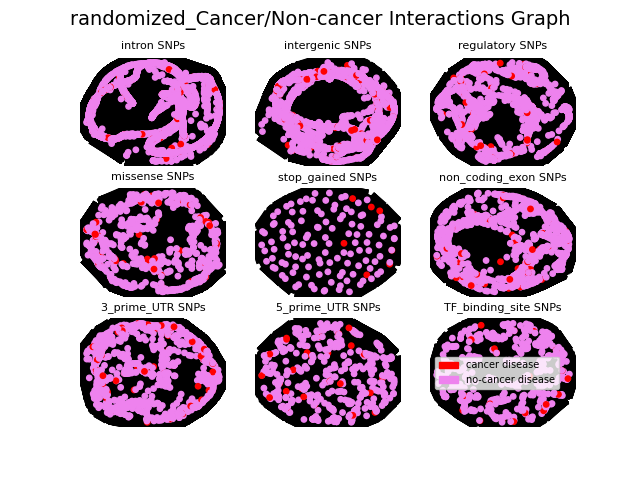 randomized_Cancer/Non-cancer Interactions Graph
intron SNPs
intergenic SNPs
regulatory SNPs
missense SNPs
stop_gained SNPs
non_coding_exon SNPs
3_prime_UTR SNPs
5_prime_UTR SNPs
TF_binding_site SNPs
cancer disease
no-cancer disease